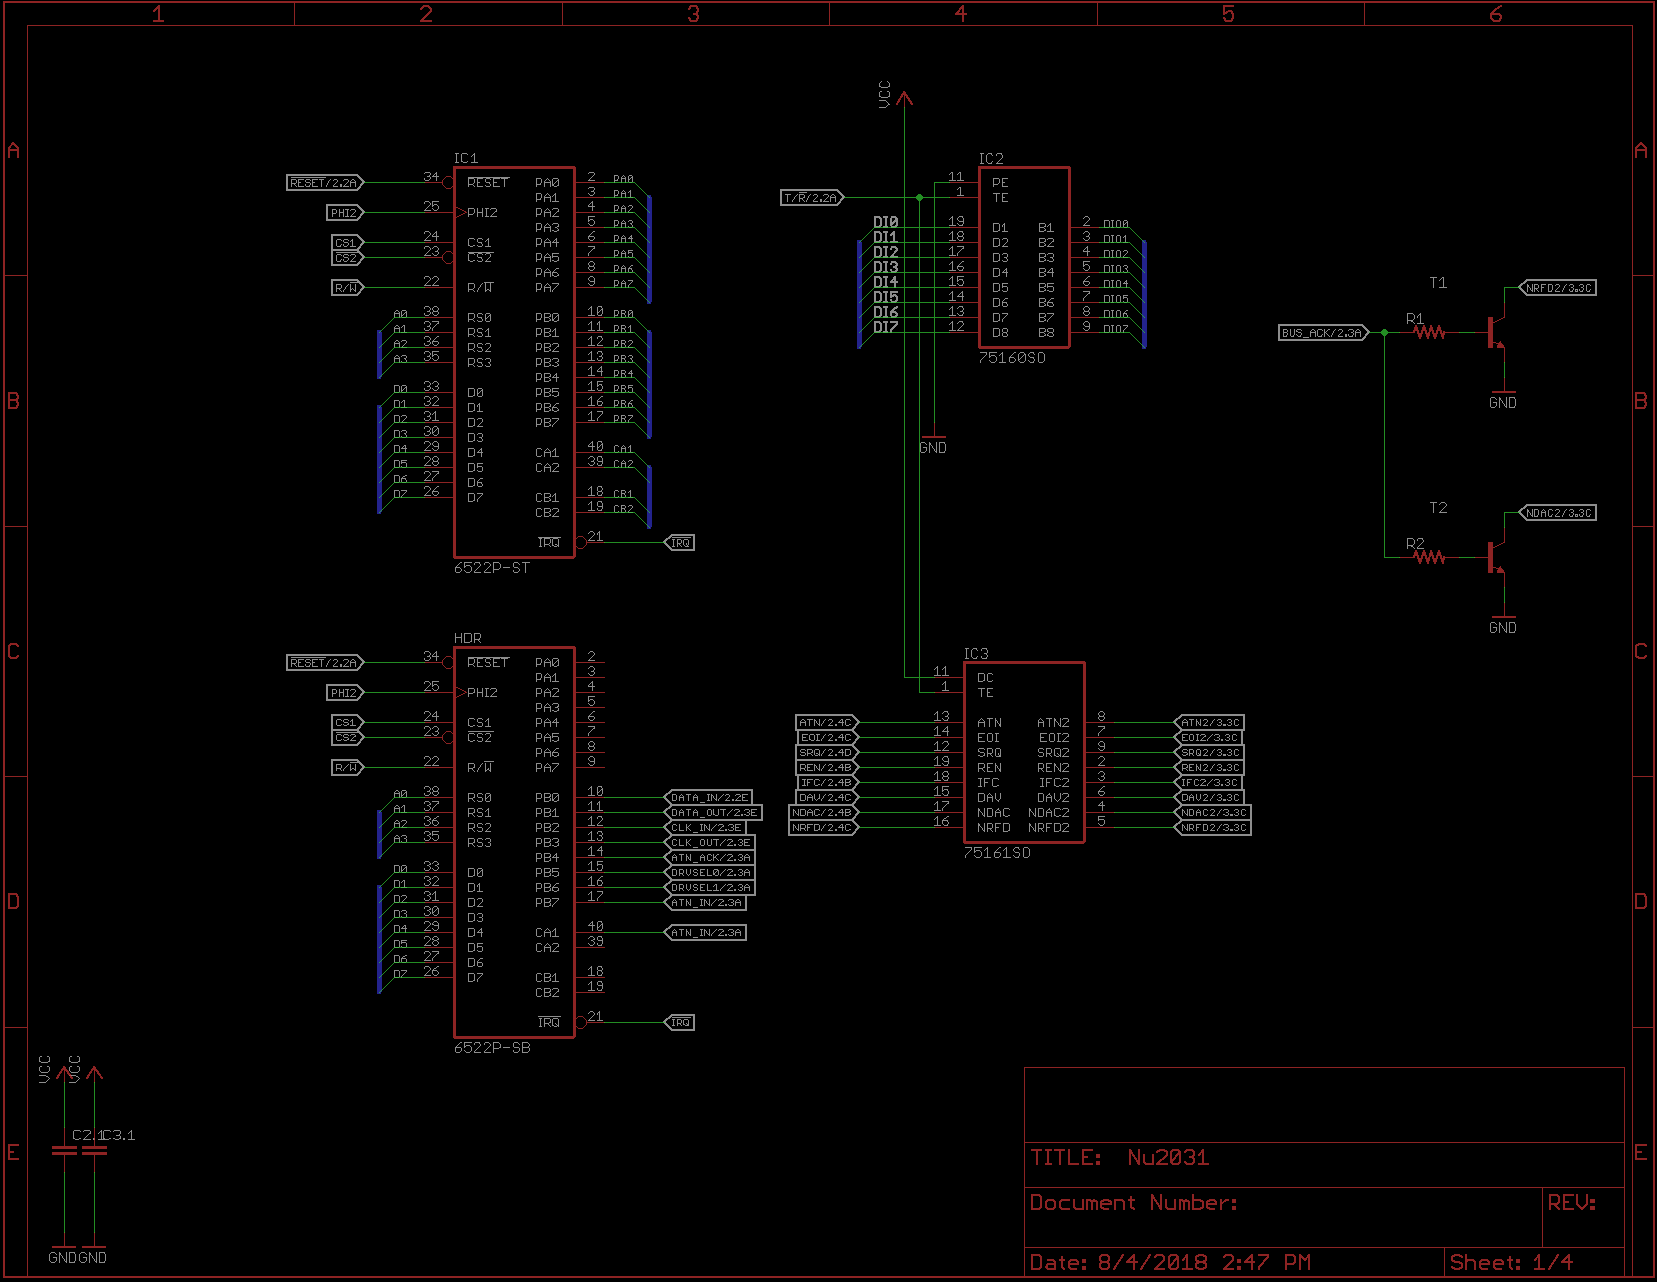 1 2 3 4 5 6
A A
B B
C C
D D
E E
IC1
RESET/2.2A 34 RESET PA0 2 PA0
PA1 3 PA1
PHI2 25 PHI2 PA2 4 PA2
PA3 5 PA3
CS1 24 CS1 PA4 6 PA4
CS2 23 CS2 PA5 7 PA5
PA6 8 PA6
R/W 22 R/W PA7 9 PA7
A0 38 RS0 PB0 10 PB0
A1 37 RS1 PB1 11 PB1
A2 36 RS2 PB2 12 PB2
A3 35 RS3 PB3 13 PB3
PB4 14 PB4
D0 33 D0 PB5 15 PB5
D1 32 D1 PB6 16 PB6
D2 31 D2 PB7 17 PB7
D3 30 D3
D4 29 D4 CA1 40 CA1
D5 28 D5 CA2 39 CA2
D6 27 D6
D7 26 D7 CB1 18 CB1
CB2 19 CB2
IRQ 21 IRQ
6522P-ST
HDR
RESET/2.2A 34 RESET PA0 2
PA1 3
PHI2 25 PHI2 PA2 4
PA3 5
CS1 24 CS1 PA4 6
CS2 23 CS2 PA5 7
PA6 8
R/W 22 R/W PA7 9
A0 38 RS0 PB0 10 DATA_IN/2.2E
A1 37 RS1 PB1 11 DATA_OUT/2.3E
A2 36 RS2 PB2 12 CLK_IN/2.3E
A3 35 RS3 PB3 13 CLK_OUT/2.3E
PB4 14 ATN_ACK/2.3A
D0 33 D0 PB5 15 DRVSEL0/2.3A
D1 32 D1 PB6 16 DRVSEL1/2.3A
D2 31 D2 PB7 17 ATN_IN/2.3A
D3 30 D3
D4 29 D4 CA1 40 ATN_IN/2.3A
D5 28 D5 CA2 39
D6 27 D6
D7 26 D7 CB1 18
CB2 19
IRQ 21 IRQ
6522P-SB
VCC
IC2
11 PE
T/R/2.2A 1 TE
DI0 19 D1 B1 2 DIO0
DI1 18 D2 B2 3 DIO1
DI2 17 D3 B3 4 DIO2
DI3 16 D4 B4 5 DIO3
DI4 15 D5 B5 6 DIO4
DI5 14 D6 B6 7 DIO5
DI6 13 D7 B7 8 DIO6
DI7 12 D8 B8 9 DIO7
75160SO
GND
IC3
11 DC
1 TE
ATN/2.4C 13 ATN ATN2 8 ATN2/3.3C
EOI/2.4C 14 EOI EOI2 7 EOI2/3.3C
SRQ/2.4D 12 SRQ SRQ2 9 SRQ2/3.3C
REN/2.4B 19 REN REN2 2 REN2/3.3C
IFC/2.4B 18 IFC IFC2 3 IFC2/3.3C
DAV/2.4C 15 DAV DAV2 6 DAV2/3.3C
NDAC/2.4B 17 NDAC NDAC2 4 NDAC2/3.3C
NRFD/2.4C 16 NRFD NRFD2 5 NRFD2/3.3C
75161SO
T1
NRFD2/3.3C
BUS_ACK/2.3A R1
GND
T2
NDAC2/3.3C
R2
GND
VCC VCC
C2.1 C3.1
GND GND
TITLE: Nu2031
Document Number:
REV:
Date: 8/4/2018 2:47 PM
Sheet: 1/4